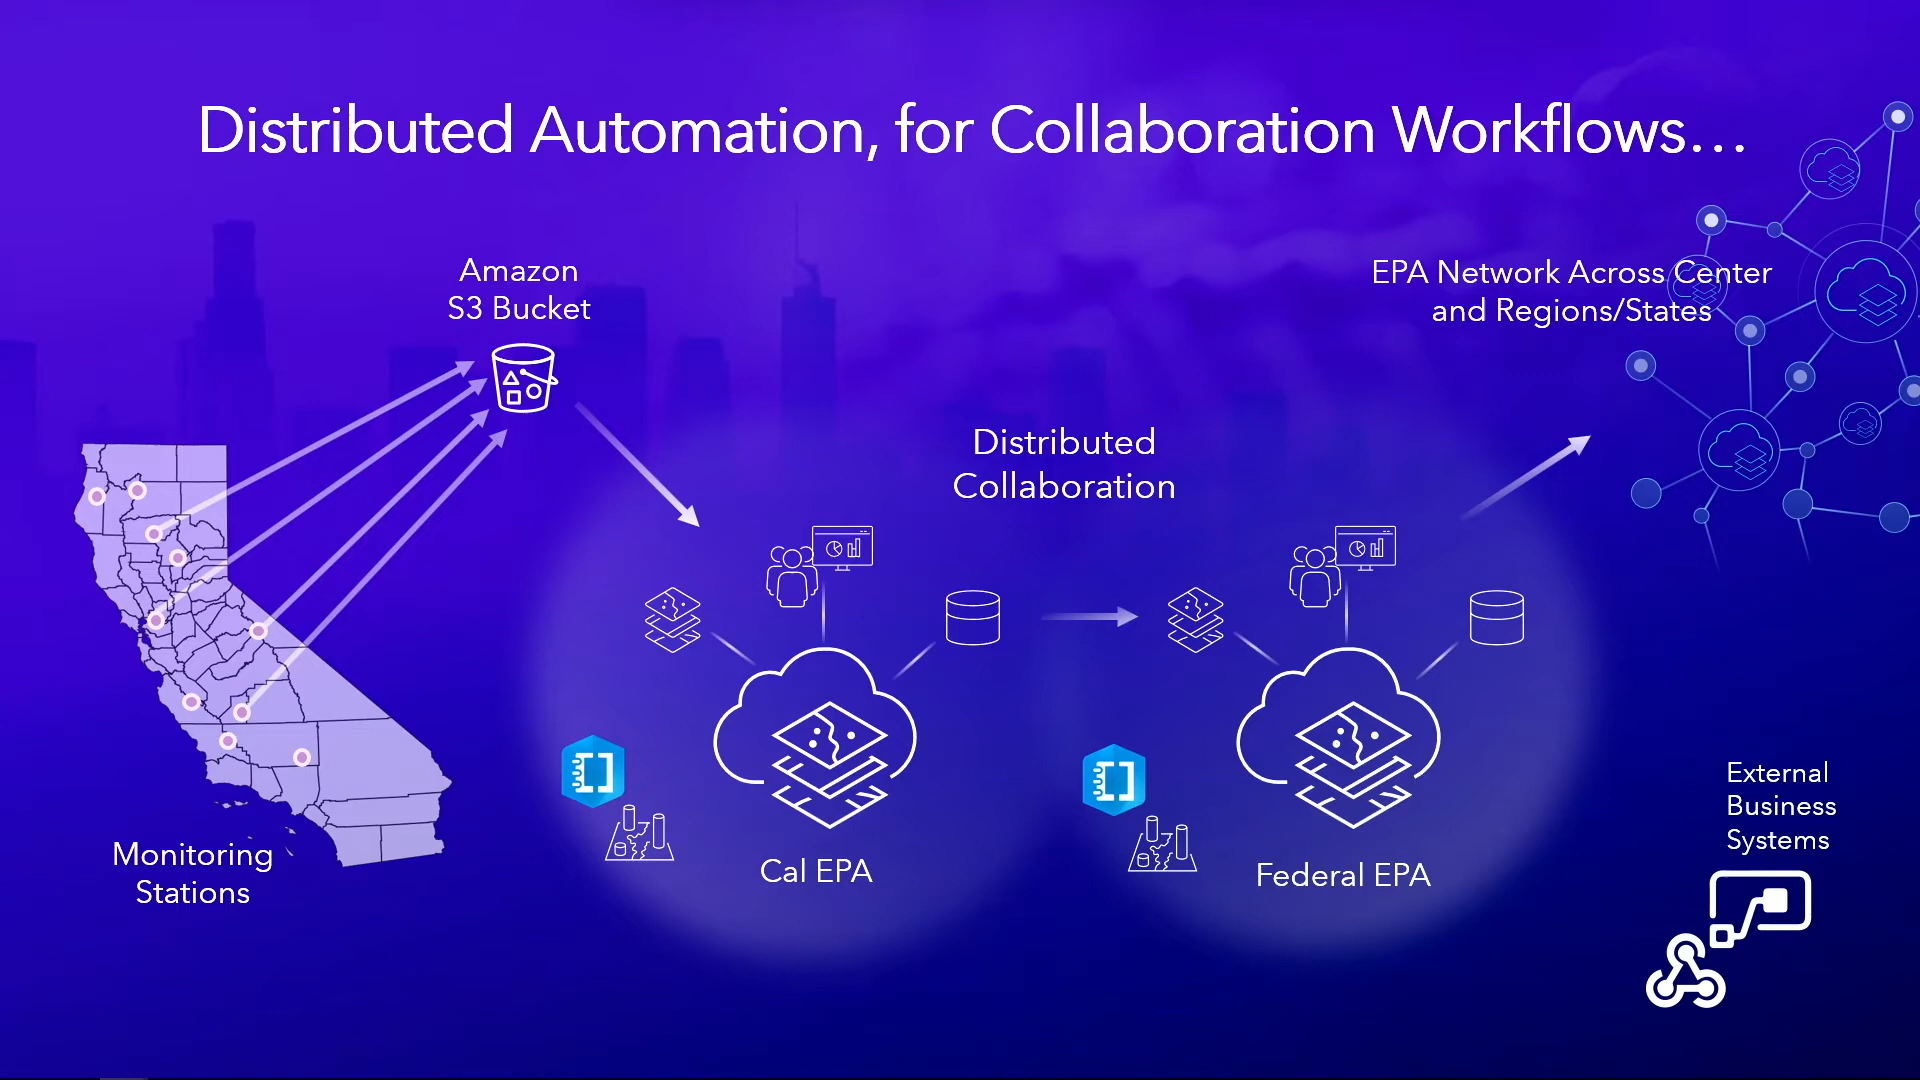 Distributed Automation, for Collaboration Workflows...
Amazon
S3 Bucket
EPA Network Across Center
and Regions/States
Distributed
Collaboration
Monitoring
Stations
Cal EPA
Federal EPA
External
Business
Systems